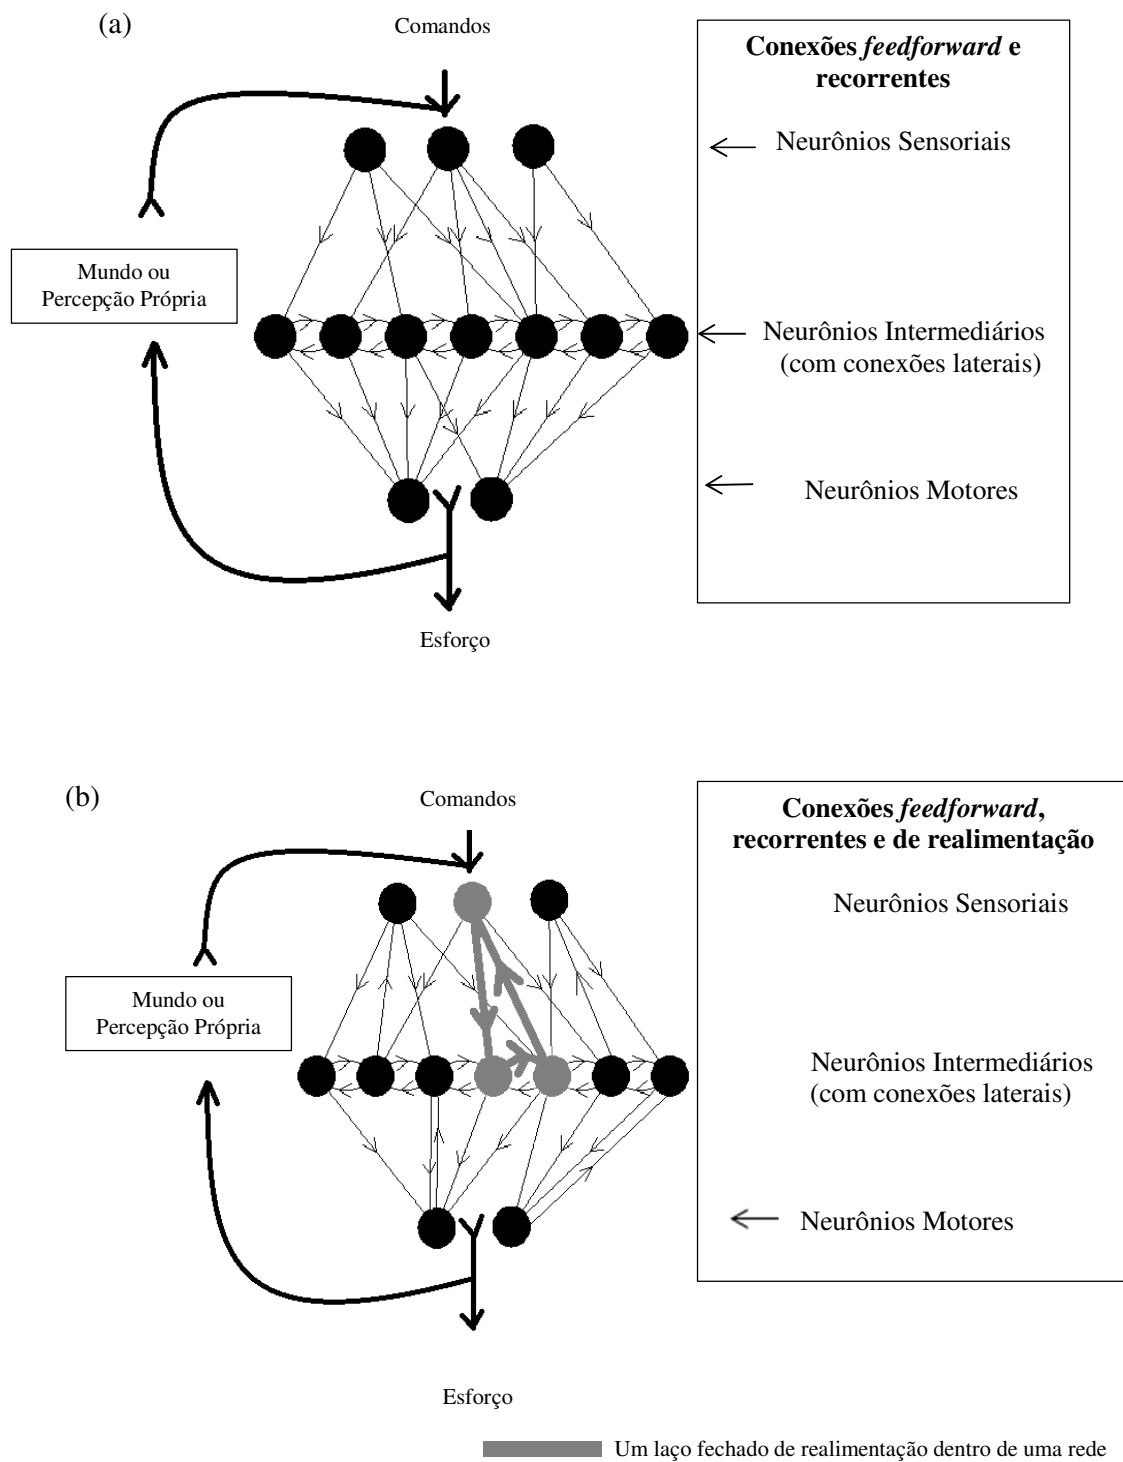 (a)
Comandos
Conexões feedforward e
recorrentes
Neurônios Sensoriais
Mundo ou
Percepção Própria
Neurônios Intermediários
(com conexões laterais)
Neurônios Motores
Esforço
(b)
Comandos
Conexões feedforward,
recorrentes e de realimentação
Neurônios Sensoriais
Mundo ou
Percepção Própria
Neurônios Intermediários
(com conexões laterais)
Neurônios Motores
Esforço
Um laço fechado de realimentação dentro de uma rede